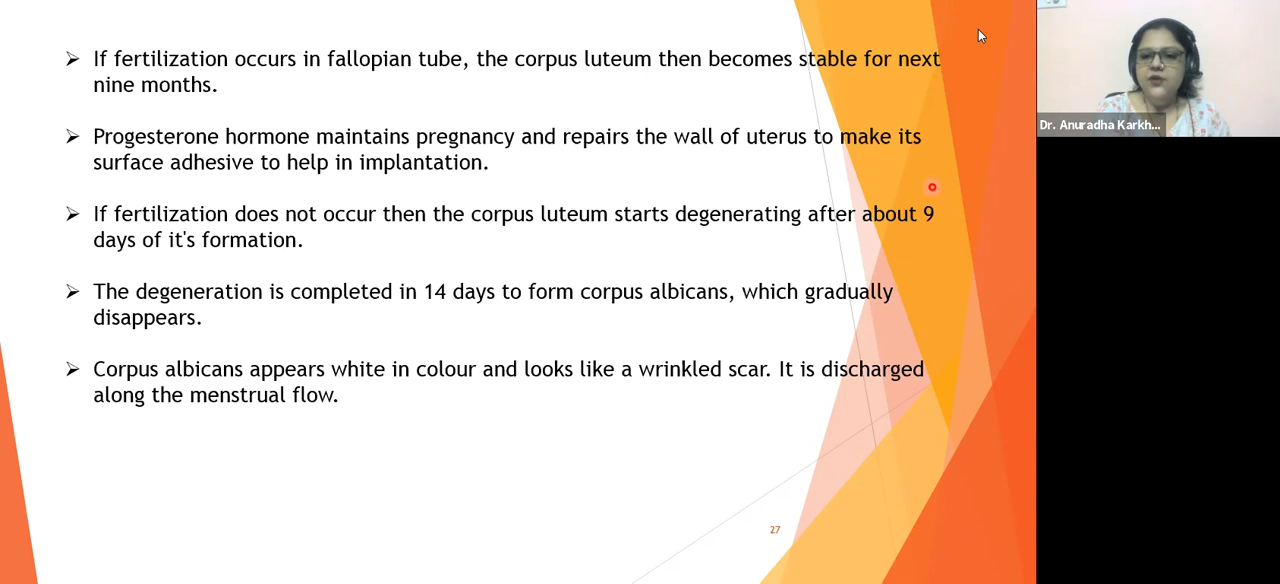 ➢ If fertilization occurs in fallopian tube, the corpus luteum then becomes stable for next
nine months.
➢ Progesterone hormone maintains pregnancy and repairs the wall of uterus to make its
surface adhesive to help in implantation.
➢ If fertilization does not occur then the corpus luteum starts degenerating after about 9
days of it's formation.
➢ The degeneration is completed in 14 days to form corpus albicans, which gradually
disappears.
➢ Corpus albicans appears white in colour and looks like a wrinkled scar. It is discharged
along the menstrual flow.
27
Dr. Anuradha Karkh...